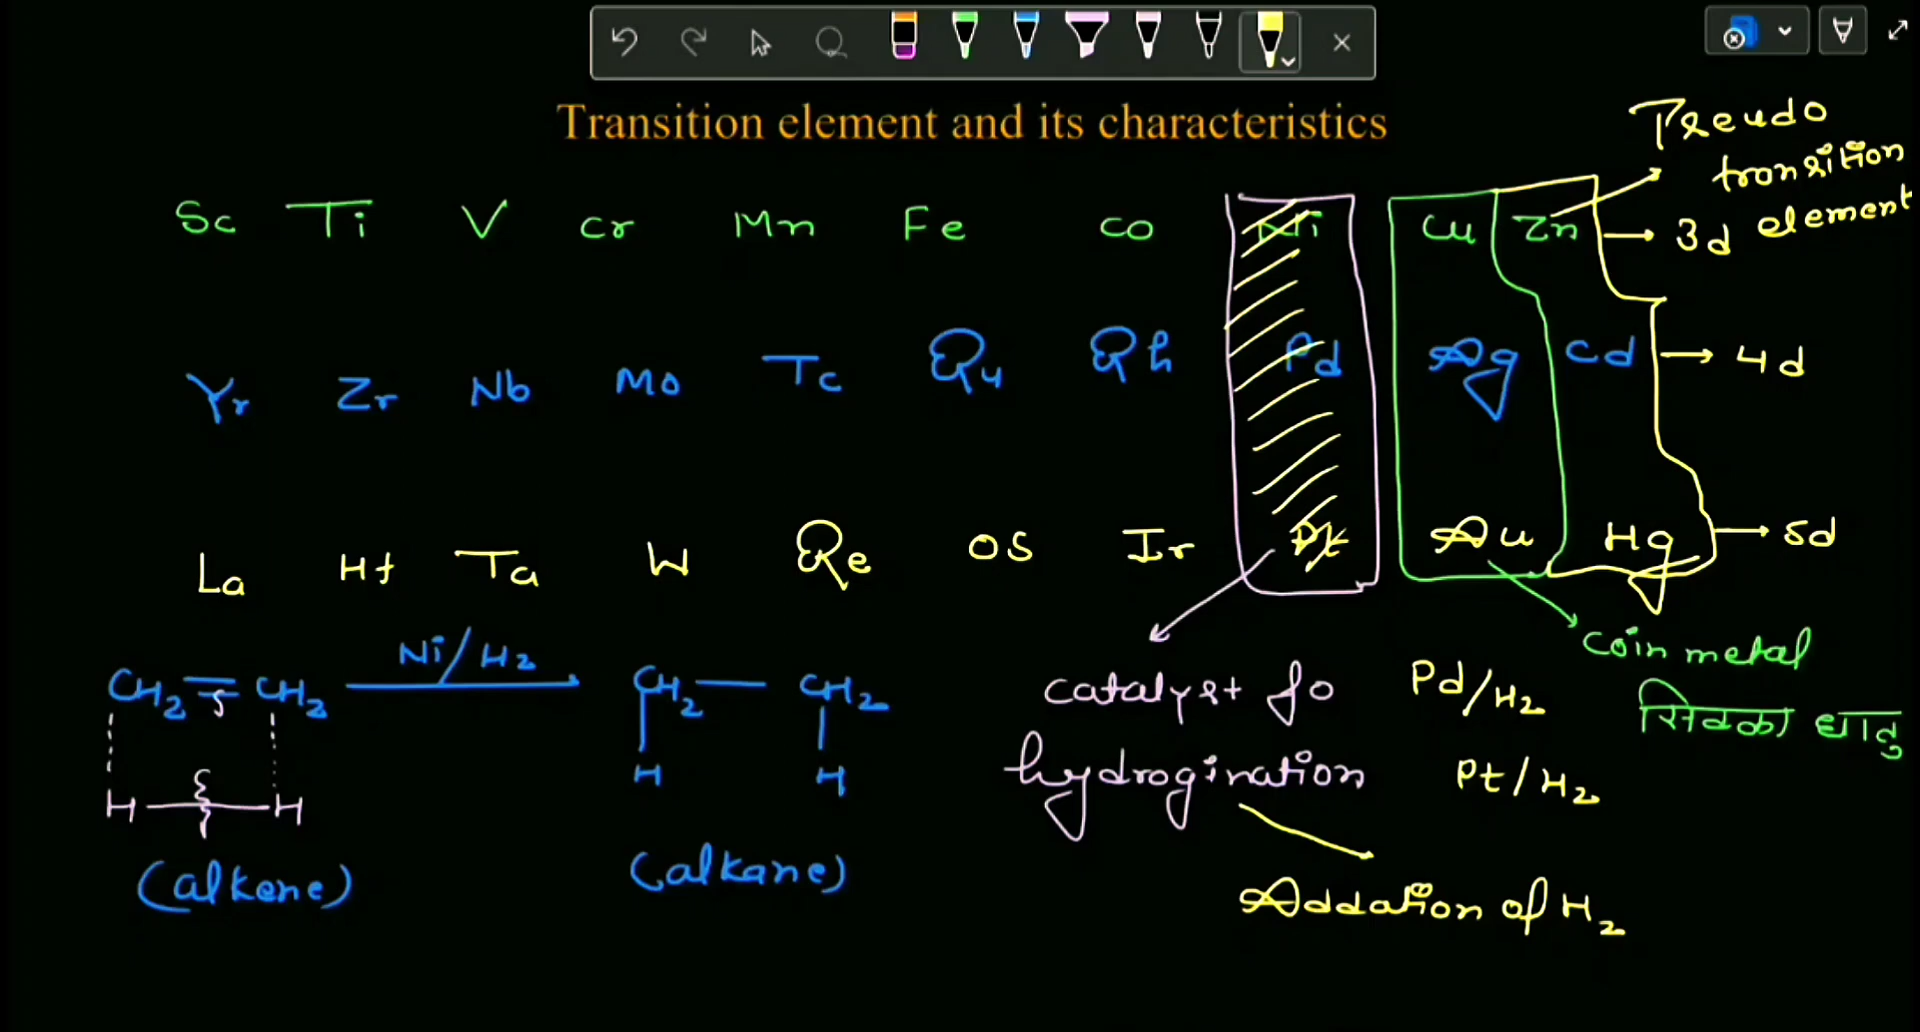 Transition element and its characteristics
Pseudo
transition
element
Sc Ti V Cr Mn Fe Co Ni Cu Zn → 3d
Yr Zr Nb Mo Tc Ru Rh Pd Ag Cd → 4d
La Hf Ta W Re Os Ir Pt Au Hg → 5d
CH2 = CH2 Ni/H2 CH2 — CH2
H — H
H H
(alkene) (alkane)
catalyst fo
hydrogination
Pd/H2
Pt/H2
Addation of H2
Coin metal
सिक्का धातु